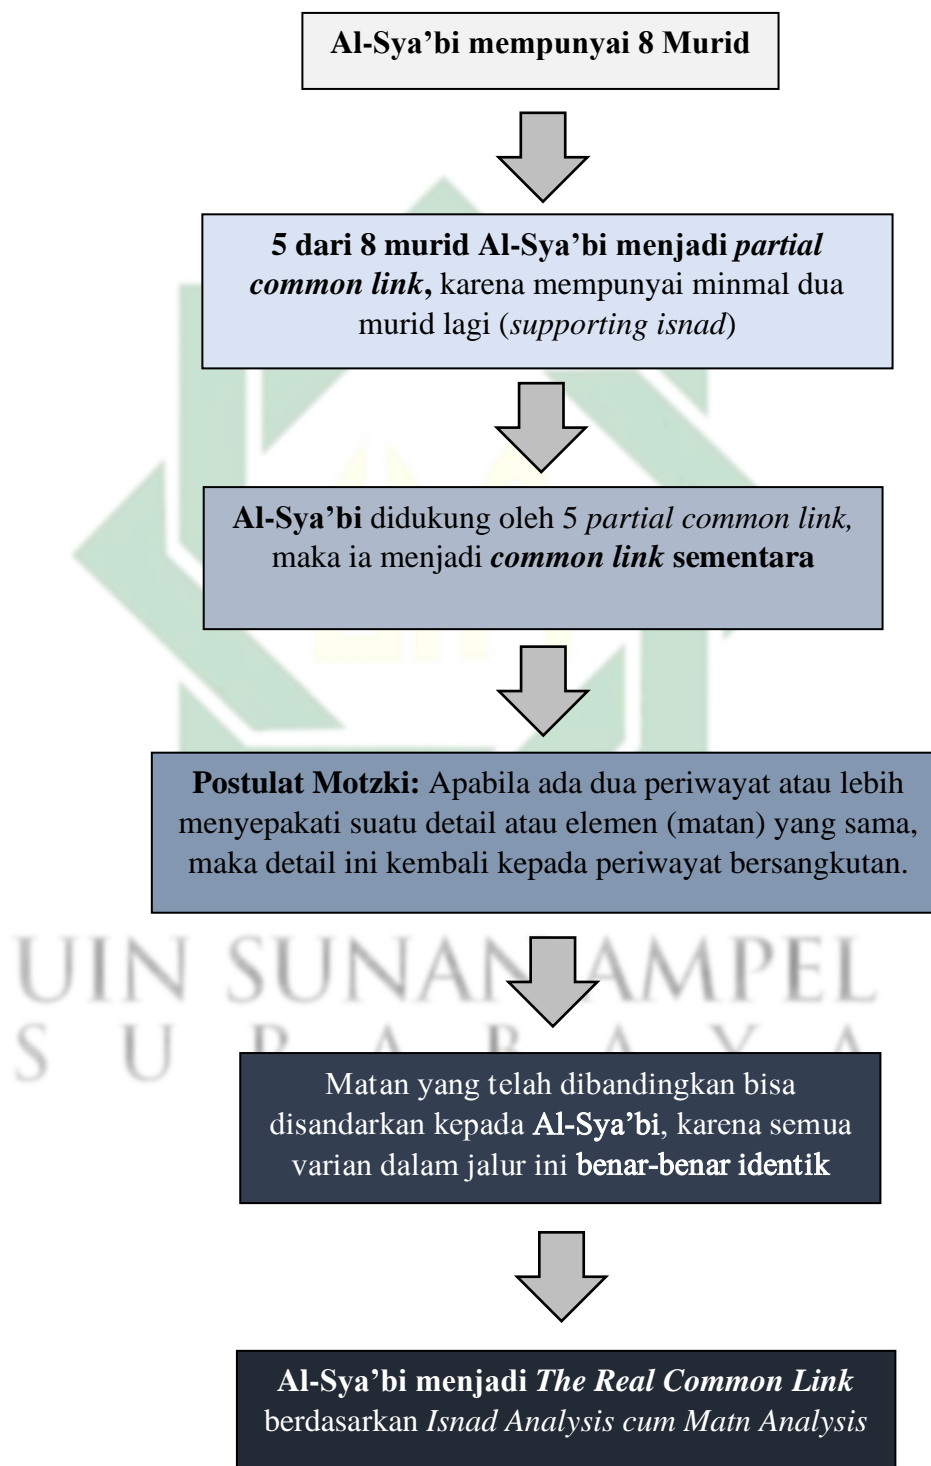 Al-Sya’bi mempunyai 8 Murid
5 dari 8 murid Al-Sya’bi menjadi partial
common link, karena mempunyai minmal dua
murid lagi (supporting isnad)
Al-Sya’bi didukung oleh 5 partial common link,
maka ia menjadi common link sementara
Postulat Motzki: Apabila ada dua periwayat atau lebih
menyepakati suatu detail atau elemen (matan) yang sama,
maka detail ini kembali kepada periwayat bersangkutan.
UIN SUNAN AMPEL
S U R A B A Y A
Matan yang telah dibandingkan bisa
disandarkan kepada Al-Sya’bi, karena semua
varian dalam jalur ini benar-benar identik
Al-Sya’bi menjadi The Real Common Link
berdasarkan Isnad Analysis cum Matn Analysis